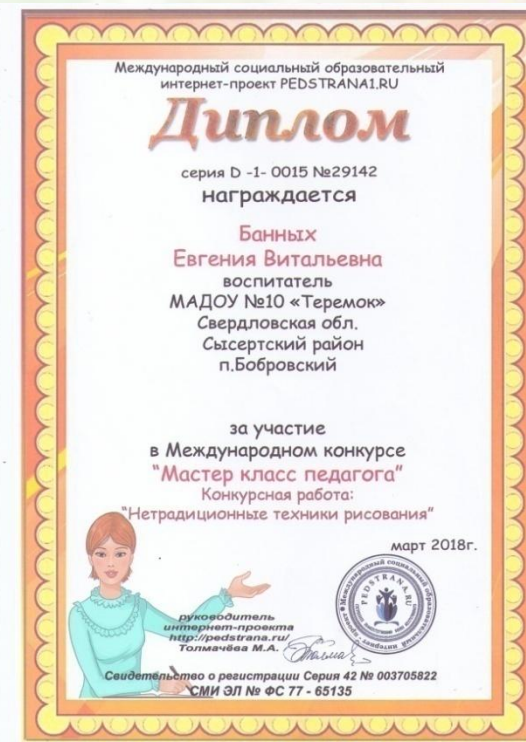 Международный социальный образовательный
интернет-проект PEDSTRANA1.RU
Диплом
серия D -1- 0015 №29142
награждается
Банных
Евгения Витальевна
воспитатель
МАДОУ №10 «Теремок»
Свердловская обл.
Сысертский район
п.Бобровский
за участие
в Международном конкурсе
"Мастер класс педагога"
Конкурсная работа:
"Нетрадиционные техники рисования"
март 2018г.
PEDSTRANA.RU
руководитель
интернет-проекта
http://pedstrana.ru/
Толмачёва М.А.
Свидетельство о регистрации Серия 42 № 003705822
СМИ ЭЛ № ФС 77 - 65135